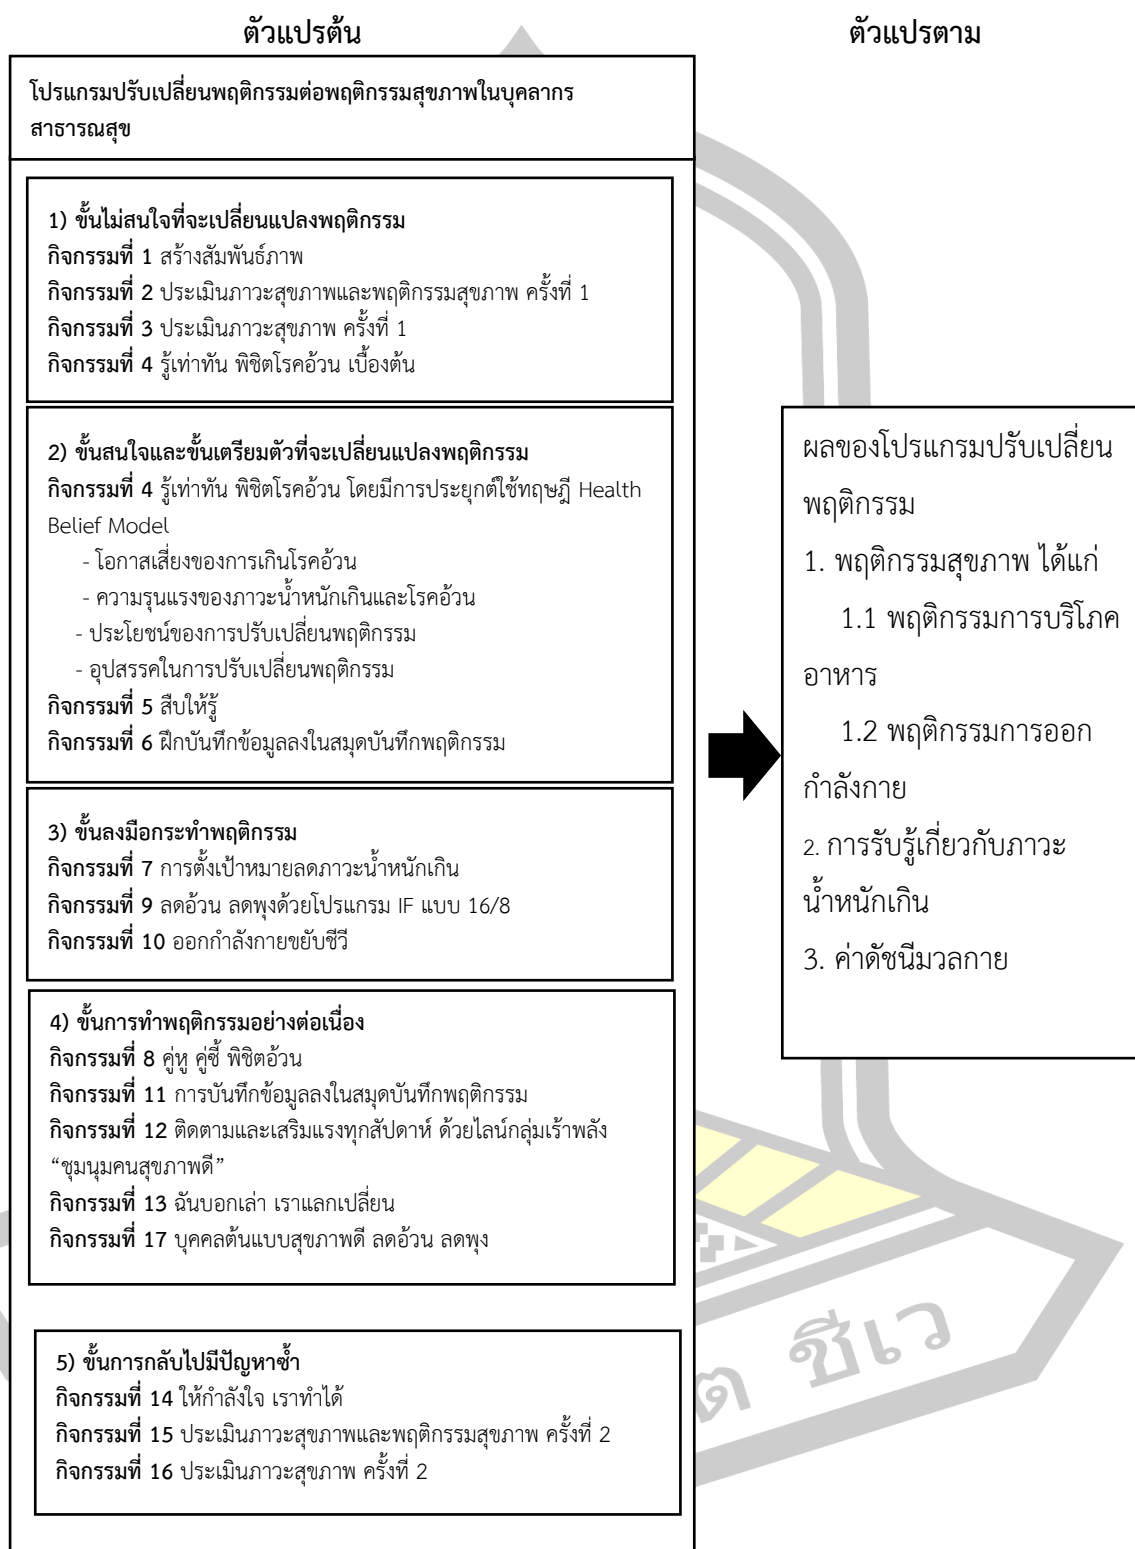 ตัวแปรต้น
ตัวแปรตาม
โปรแกรมปรับเปลี่ยนพฤติกรรมต่อพฤติกรรมสุขภาพในบุคลากร
สาธารณสุข
1) ขั้นไม่สนใจที่จะเปลี่ยนแปลงพฤติกรรม
กิจกรรมที่ 1 สร้างสัมพันธ์ภาพ
กิจกรรมที่ 2 ประเมินภาวะสุขภาพและพฤติกรรมสุขภาพ ครั้งที่ 1
กิจกรรมที่ 3 ประเมินภาวะสุขภาพ ครั้งที่ 1
กิจกรรมที่ 4 รู้เท่าทัน พิชิตโรคอ้วน เบื้องต้น
2) ขั้นสนใจและขั้นเตรียมตัวที่จะเปลี่ยนแปลงพฤติกรรม
กิจกรรมที่ 4 รู้เท่าทัน พิชิตโรคอ้วน โดยมีการประยุกต์ใช้ทฤษฎี Health
Belief Model
- โอกาสเสี่ยงของการเกินโรคอ้วน
- ความรุนแรงของภาวะน้ำหนักเกินและโรคอ้วน
- ประโยชน์ของการปรับเปลี่ยนพฤติกรรม
- อุปสรรคในการปรับเปลี่ยนพฤติกรรม
กิจกรรมที่ 5 สืบให้รู้
กิจกรรมที่ 6 ฝึกบันทึกข้อมูลลงในสมุดบันทึกพฤติกรรม
3) ขั้นลงมือกระทำพฤติกรรม
กิจกรรมที่ 7 การตั้งเป้าหมายลดภาวะน้ำหนักเกิน
กิจกรรมที่ 9 ลดอ้วน ลดพุงด้วยโปรแกรม IF แบบ 16/8
กิจกรรมที่ 10 ออกกำลังกายขยับชีวี
4) ขั้นการทำพฤติกรรมอย่างต่อเนื่อง
กิจกรรมที่ 8 คู่หู คู่ซี้ พิชิตอ้วน
กิจกรรมที่ 11 การบันทึกข้อมูลลงในสมุดบันทึกพฤติกรรม
กิจกรรมที่ 12 ติดตามและเสริมแรงทุกสัปดาห์ ด้วยไลน์กลุ่มเร้าพลัง
“ชุมนุมคนสุขภาพดี”
กิจกรรมที่ 13 ฉันบอกเล่า เราแลกเปลี่ยน
กิจกรรมที่ 17 บุคคลต้นแบบสุขภาพดี ลดอ้วน ลดพุง
5) ขั้นการกลับไปมีปัญหาซ้ำ
กิจกรรมที่ 14 ให้กำลังใจ เราทำได้
กิจกรรมที่ 15 ประเมินภาวะสุขภาพและพฤติกรรมสุขภาพ ครั้งที่ 2
กิจกรรมที่ 16 ประเมินภาวะสุขภาพ ครั้งที่ 2
ผลของโปรแกรมปรับเปลี่ยน
พฤติกรรม
1. พฤติกรรมสุขภาพ ได้แก่
1.1 พฤติกรรมการบริโภค
อาหาร
1.2 พฤติกรรมการออก
กำลังกาย
2. การรับรู้เกี่ยวกับภาวะ
น้ำหนักเกิน
3. ค่าดัชนีมวลกาย
ต ชีเว